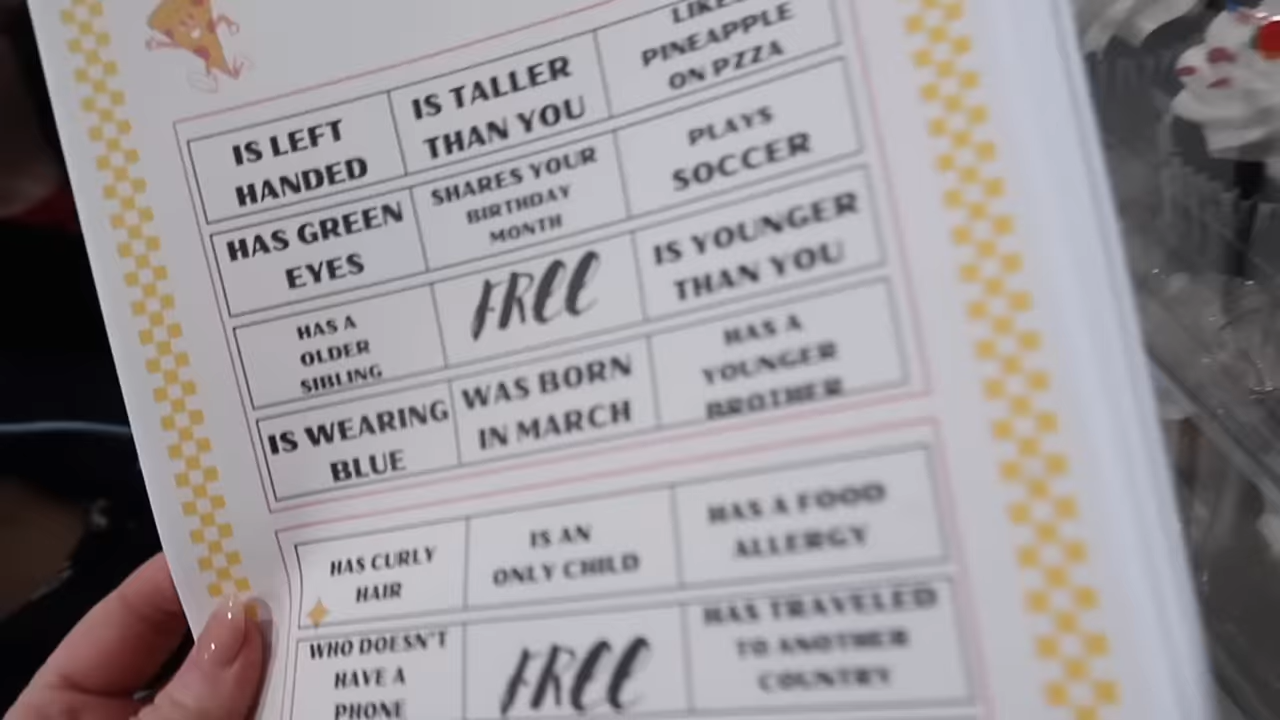 IS LEFT
HANDED
IS TALLER
THAN YOU
LIKES
PINEAPPLE
ON PZZA
HAS GREEN
EYES
SHARES YOUR
BIRTHDAY
MONTH
PLAYS
SOCCER
HAS A
OLDER
SIBLING
FREE
IS YOUNGER
THAN YOU
IS WEARING
BLUE
WAS BORN
IN MARCH
HAS A
YOUNGER
BROTHER
HAS CURLY
HAIR
IS AN
ONLY CHILD
HAS A FOOD
ALLERGY
WHO DOESN'T
HAVE A
PHONE
FREE
HAS TRAVELED
TO ANOTHER
COUNTRY